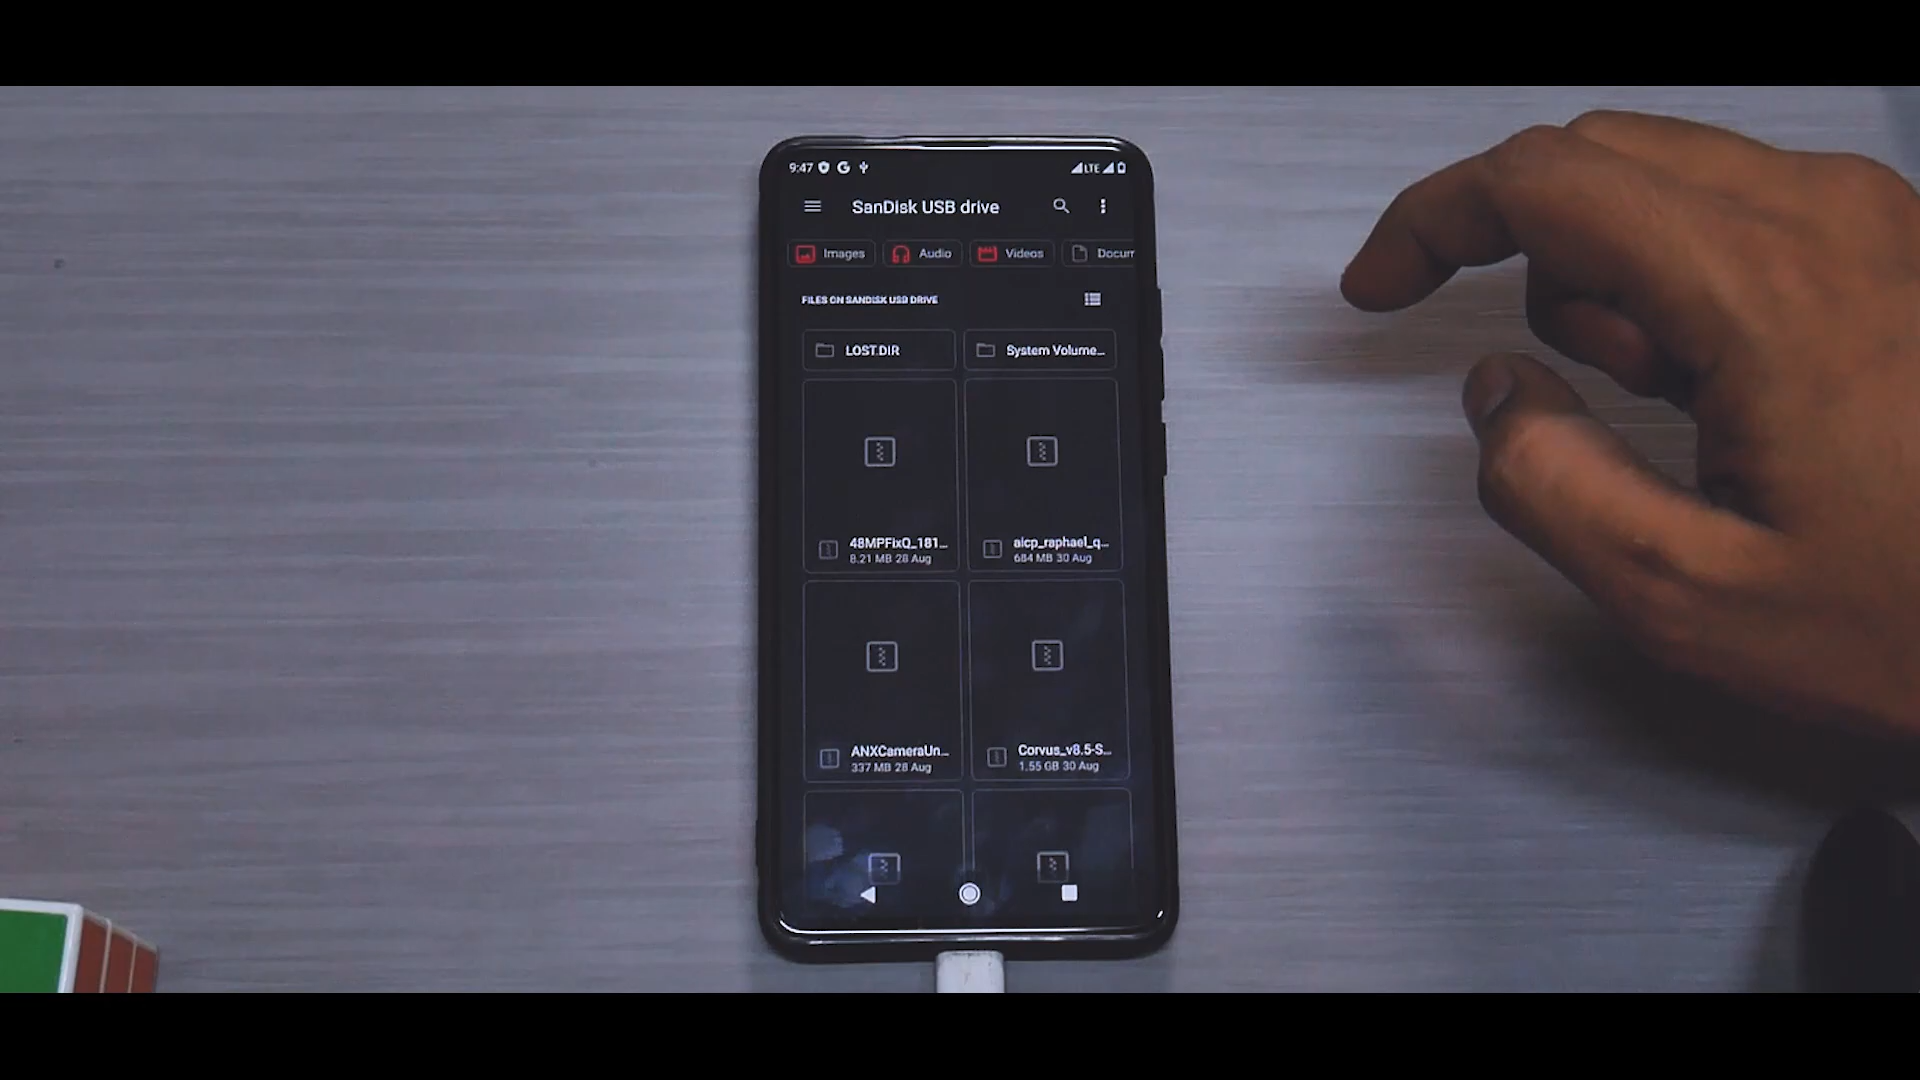 9:47 LTE
SanDisk USB drive
Images Audio Videos Docum
FILES ON SANDISK USB DRIVE
LOST.DIR System Volume...
48MPFixQ_181... aicp_raphael_q...
8.21 MB 28 Aug 684 MB 30 Aug
ANXCameraUn... Corvus_v8.5-S...
337 MB 28 Aug 1.55 GB 30 Aug